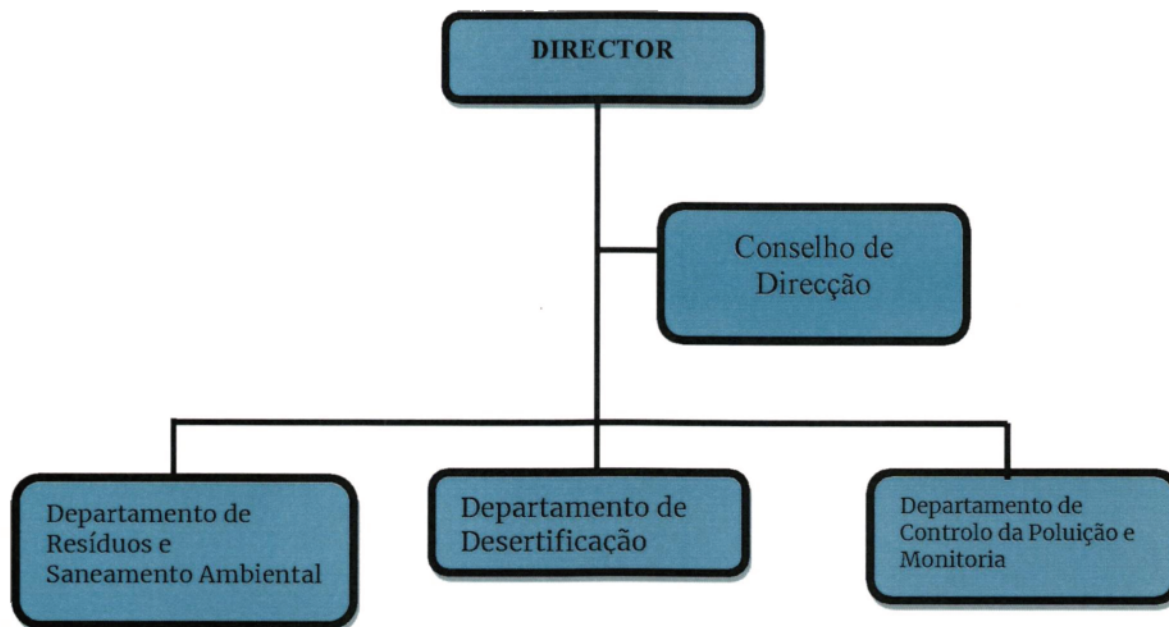 DIRECTOR
Conselho de
Direcção
Departamento de
Resíduos e
Saneamento Ambiental
Departamento de
Desertificação
Departamento de
Controlo da Poluição e
Monitoria